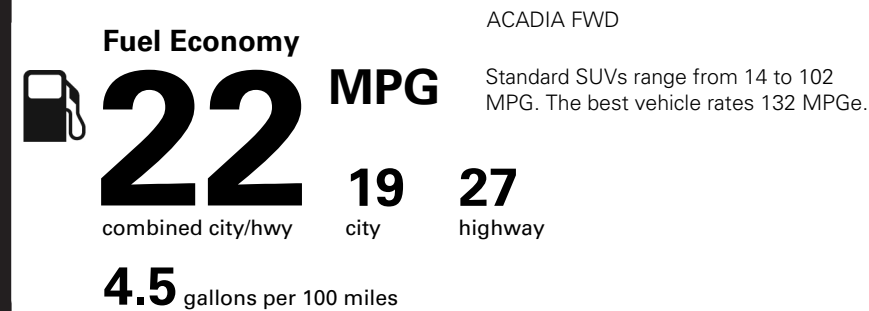 ACADIA FWD
Fuel Economy
22 MPG
Standard SUVs range from 14 to 102
MPG. The best vehicle rates 132 MPGe.
19 27
combined city/hwy city highway
4.5 gallons per 100 miles